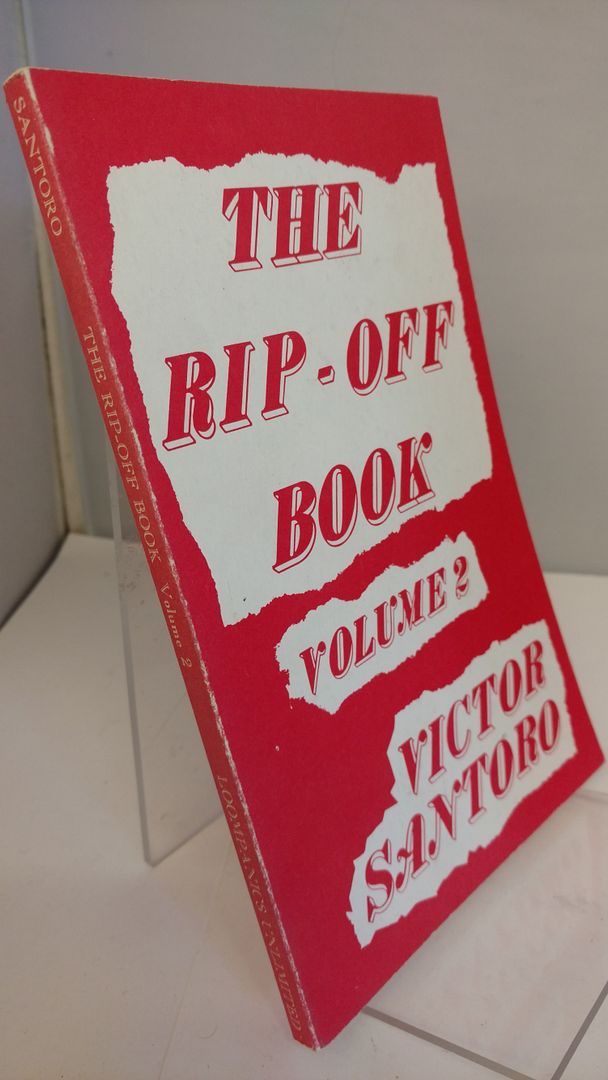 SANTORO
THE RIP-OFF BOOK Volume 2
LOOMPANICS UNLIMITED
THE
RIP-OFF
BOOK
VOLUME 2
VICTOR
SANTORO